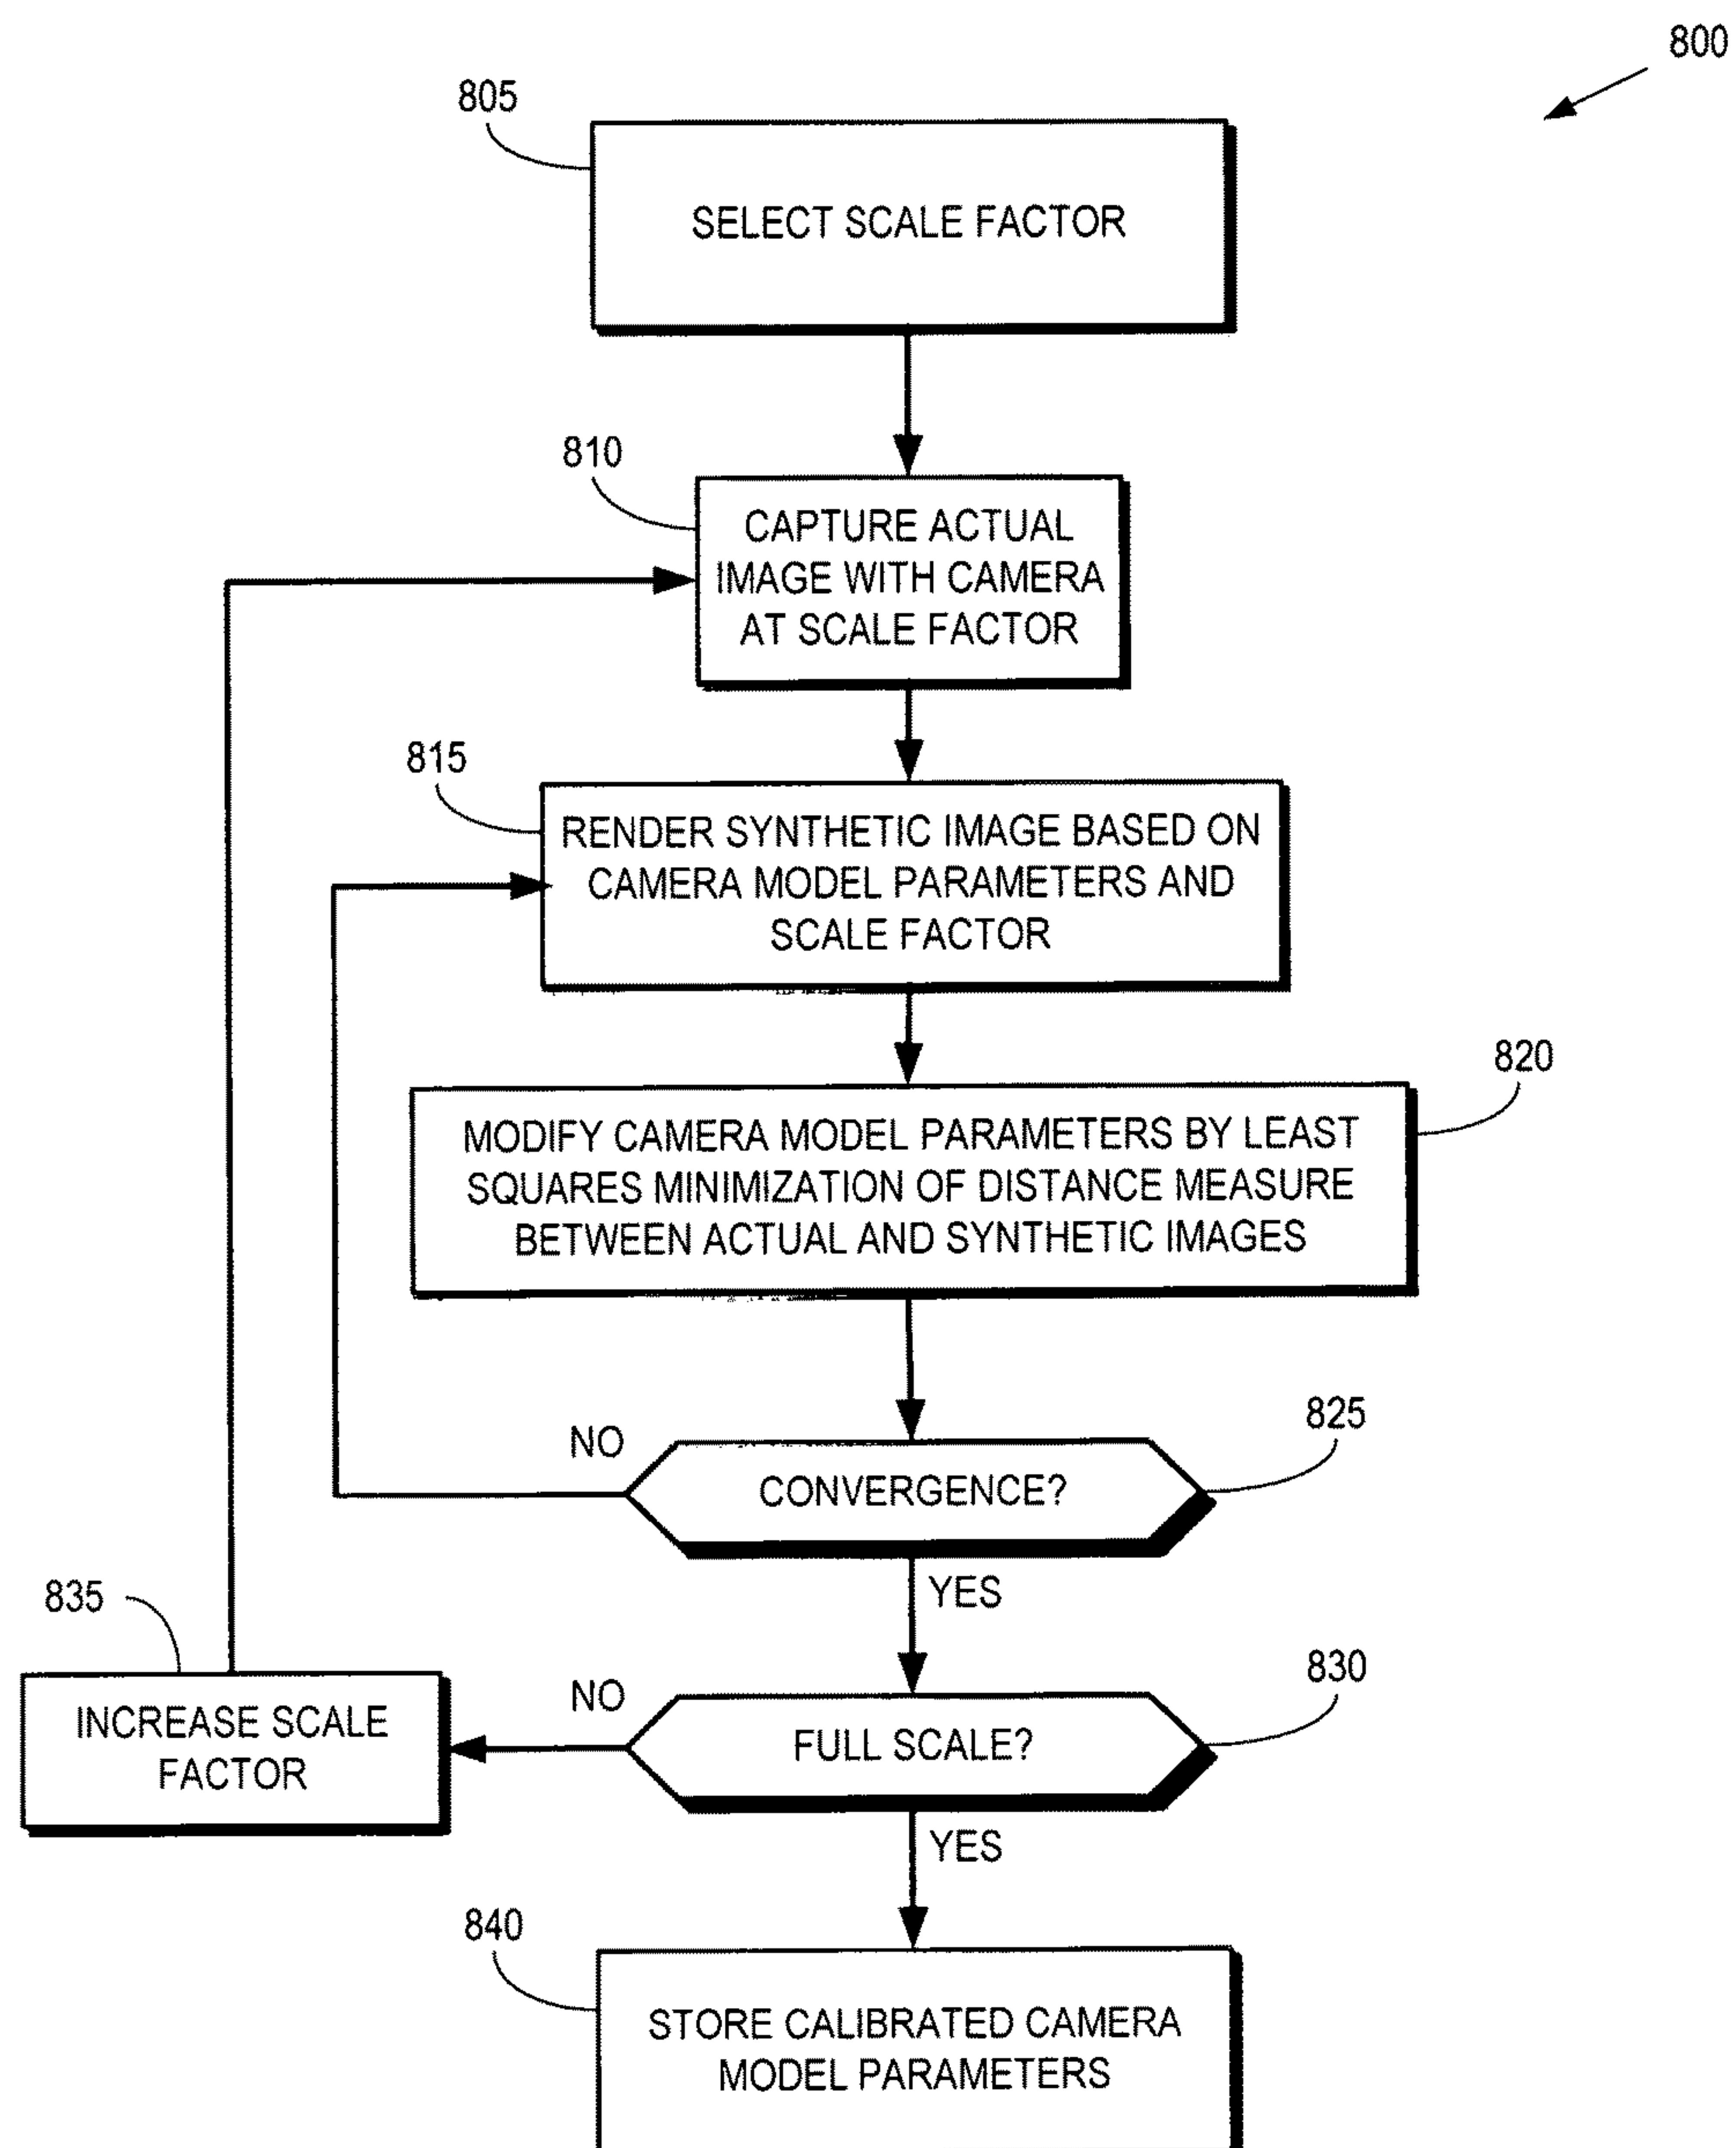 800
805
SELECT SCALE FACTOR
810
CAPTURE ACTUAL
IMAGE WITH CAMERA
AT SCALE FACTOR
815
RENDER SYNTHETIC IMAGE BASED ON
CAMERA MODEL PARAMETERS AND
SCALE FACTOR
820
MODIFY CAMERA MODEL PARAMETERS BY LEAST
SQUARES MINIMIZATION OF DISTANCE MEASURE
BETWEEN ACTUAL AND SYNTHETIC IMAGES
825
NO
CONVERGENCE?
YES
835
830
NO
INCREASE SCALE
FACTOR
FULL SCALE?
YES
840
STORE CALIBRATED CAMERA
MODEL PARAMETERS